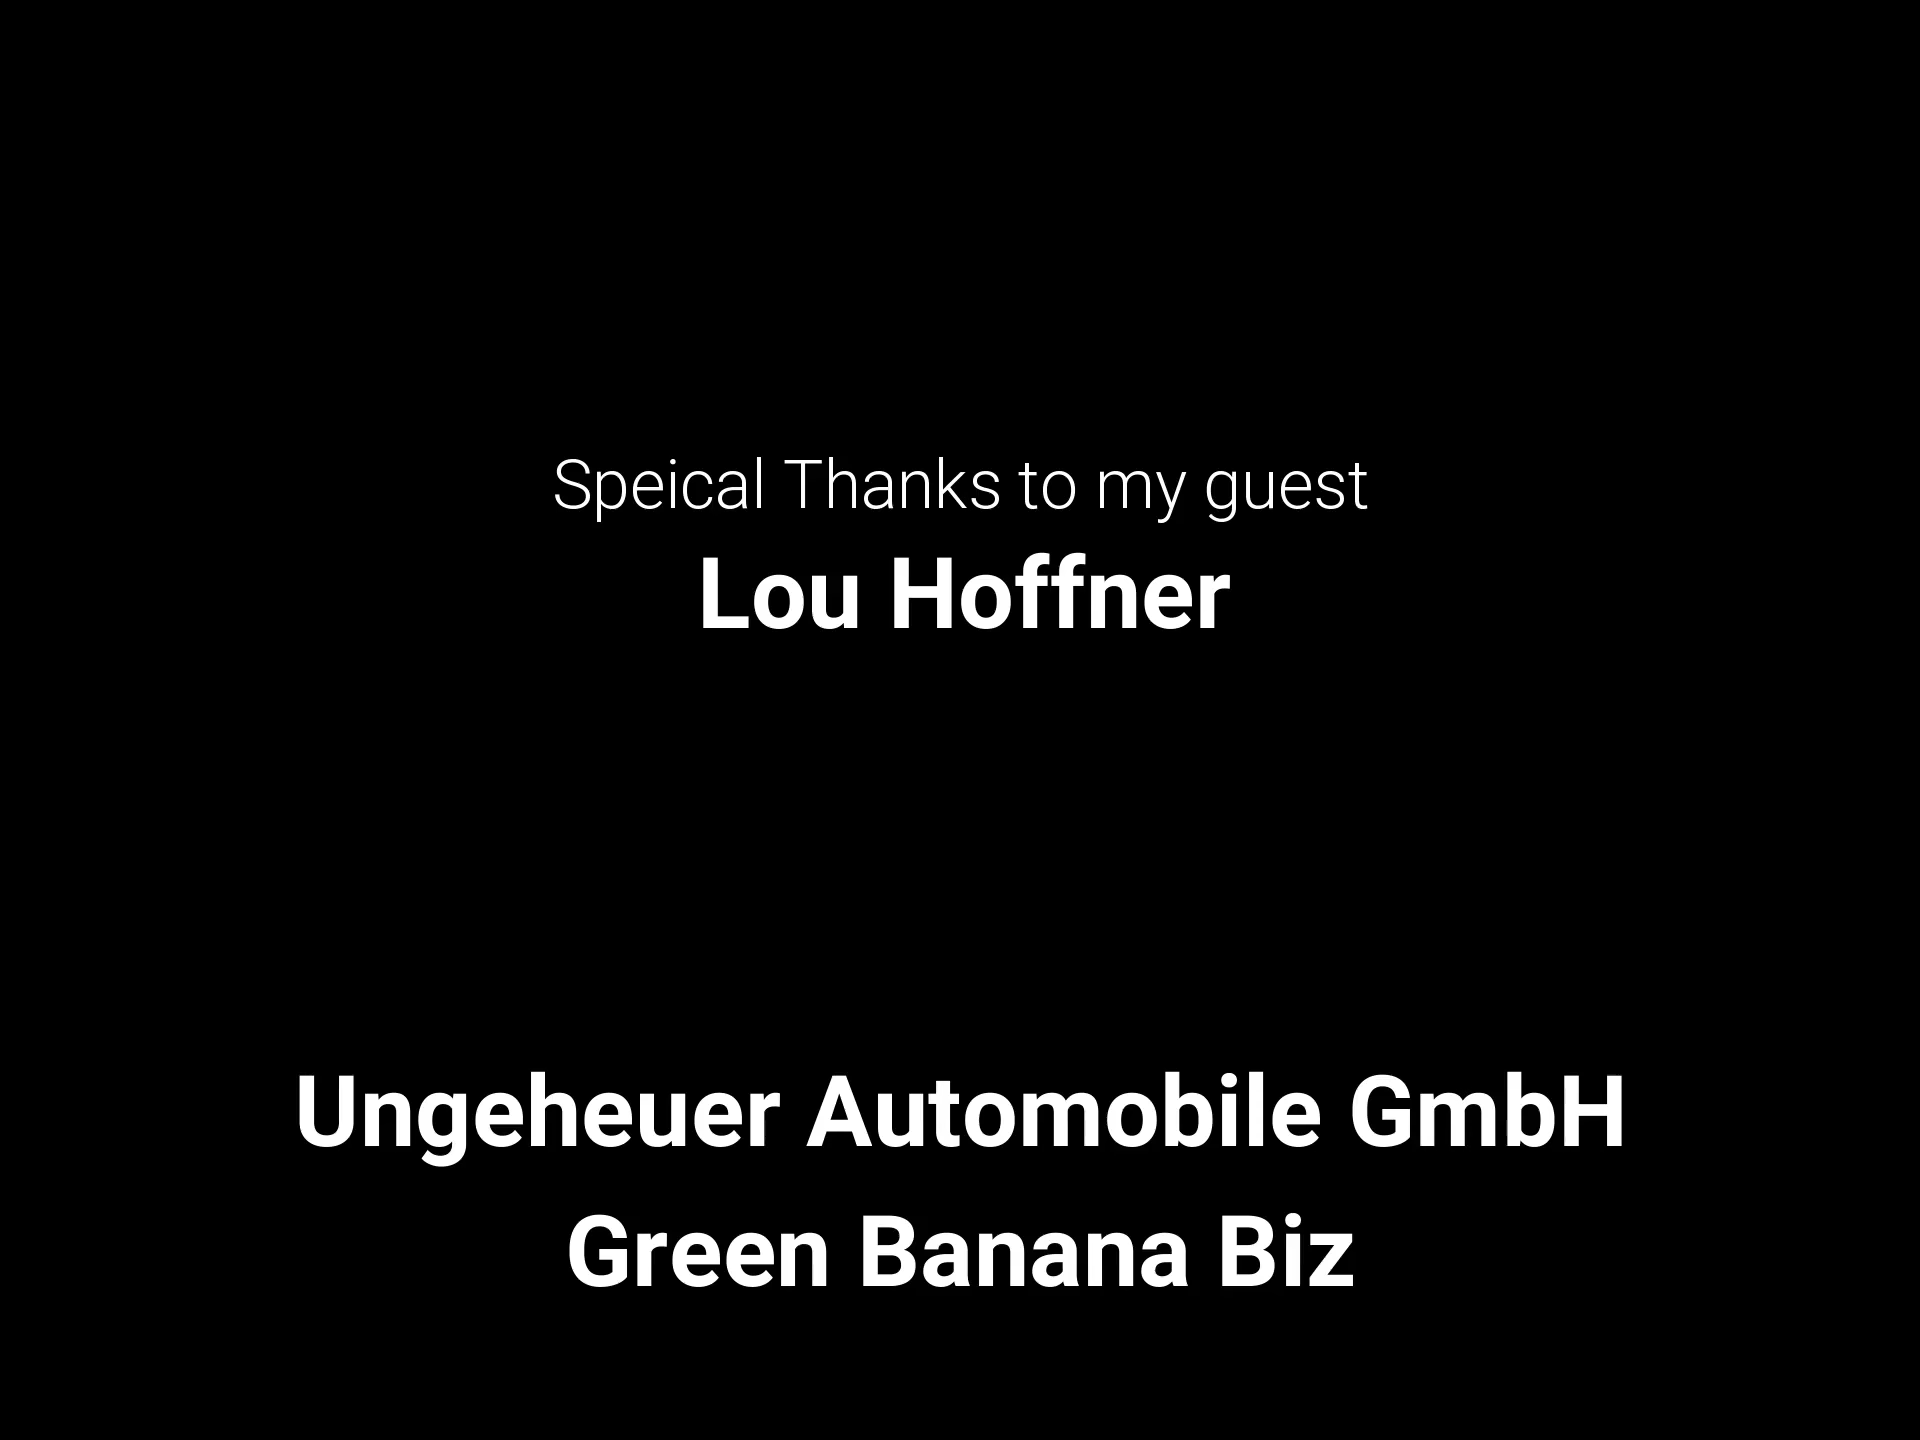 Speical Thanks to my guest
Lou Hoffner
Ungeheuer Automobile GmbH
Green Banana Biz